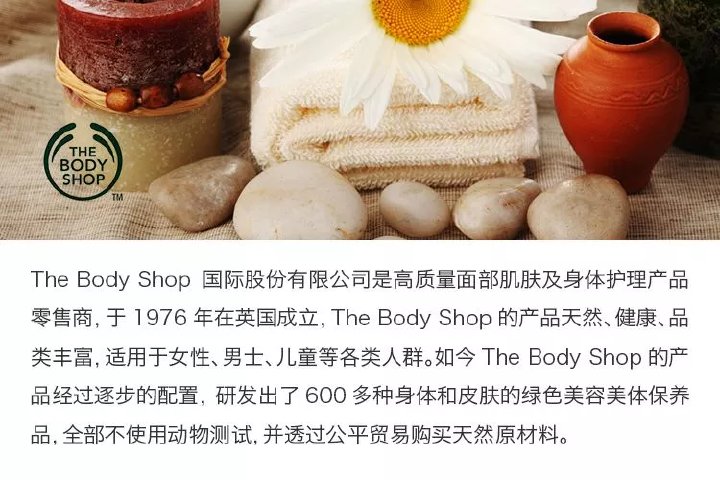 THE
BODY
SHOP
TM
The Body Shop 国际股份有限公司是高质量面部肌肤及身体护理产品
零售商, 于 1976 年在英国成立, The Body Shop 的产品天然、健康、品
类丰富, 适用于女性、男士、儿童等各类人群。如今 The Body Shop 的产
品经过逐步的配置, 研发出了 600 多种身体和皮肤的绿色美容美体保养
品, 全部不使用动物测试, 并透过公平贸易购买天然原材料。